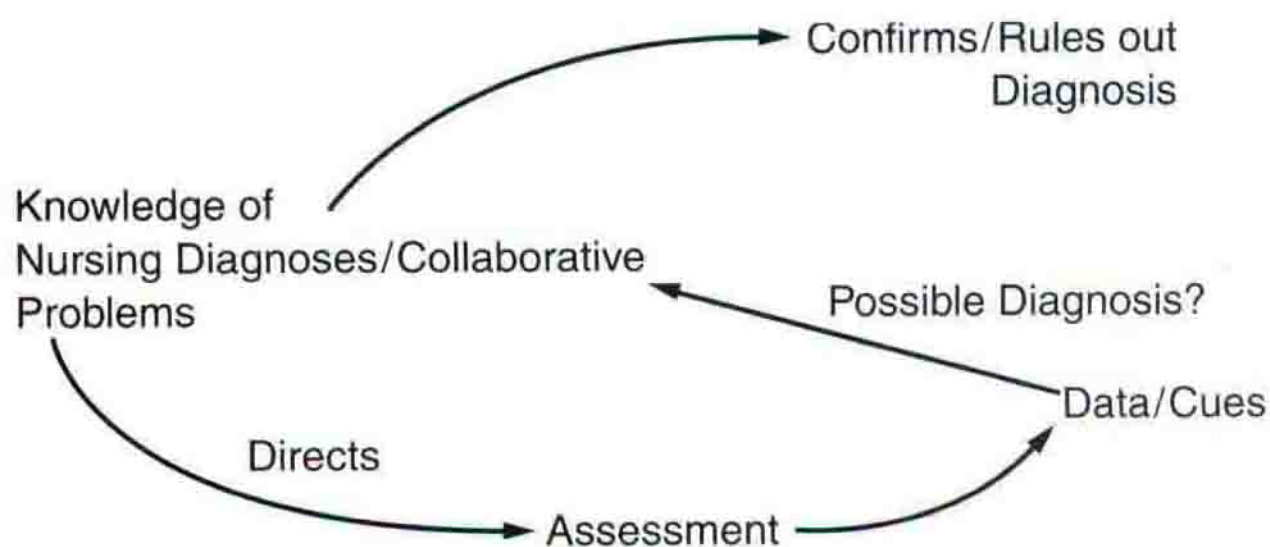 Confirms/Rules out
Diagnosis
Knowledge of
Nursing Diagnoses/Collaborative
Problems
Possible Diagnosis?
Data/Cues
Directs
Assessment